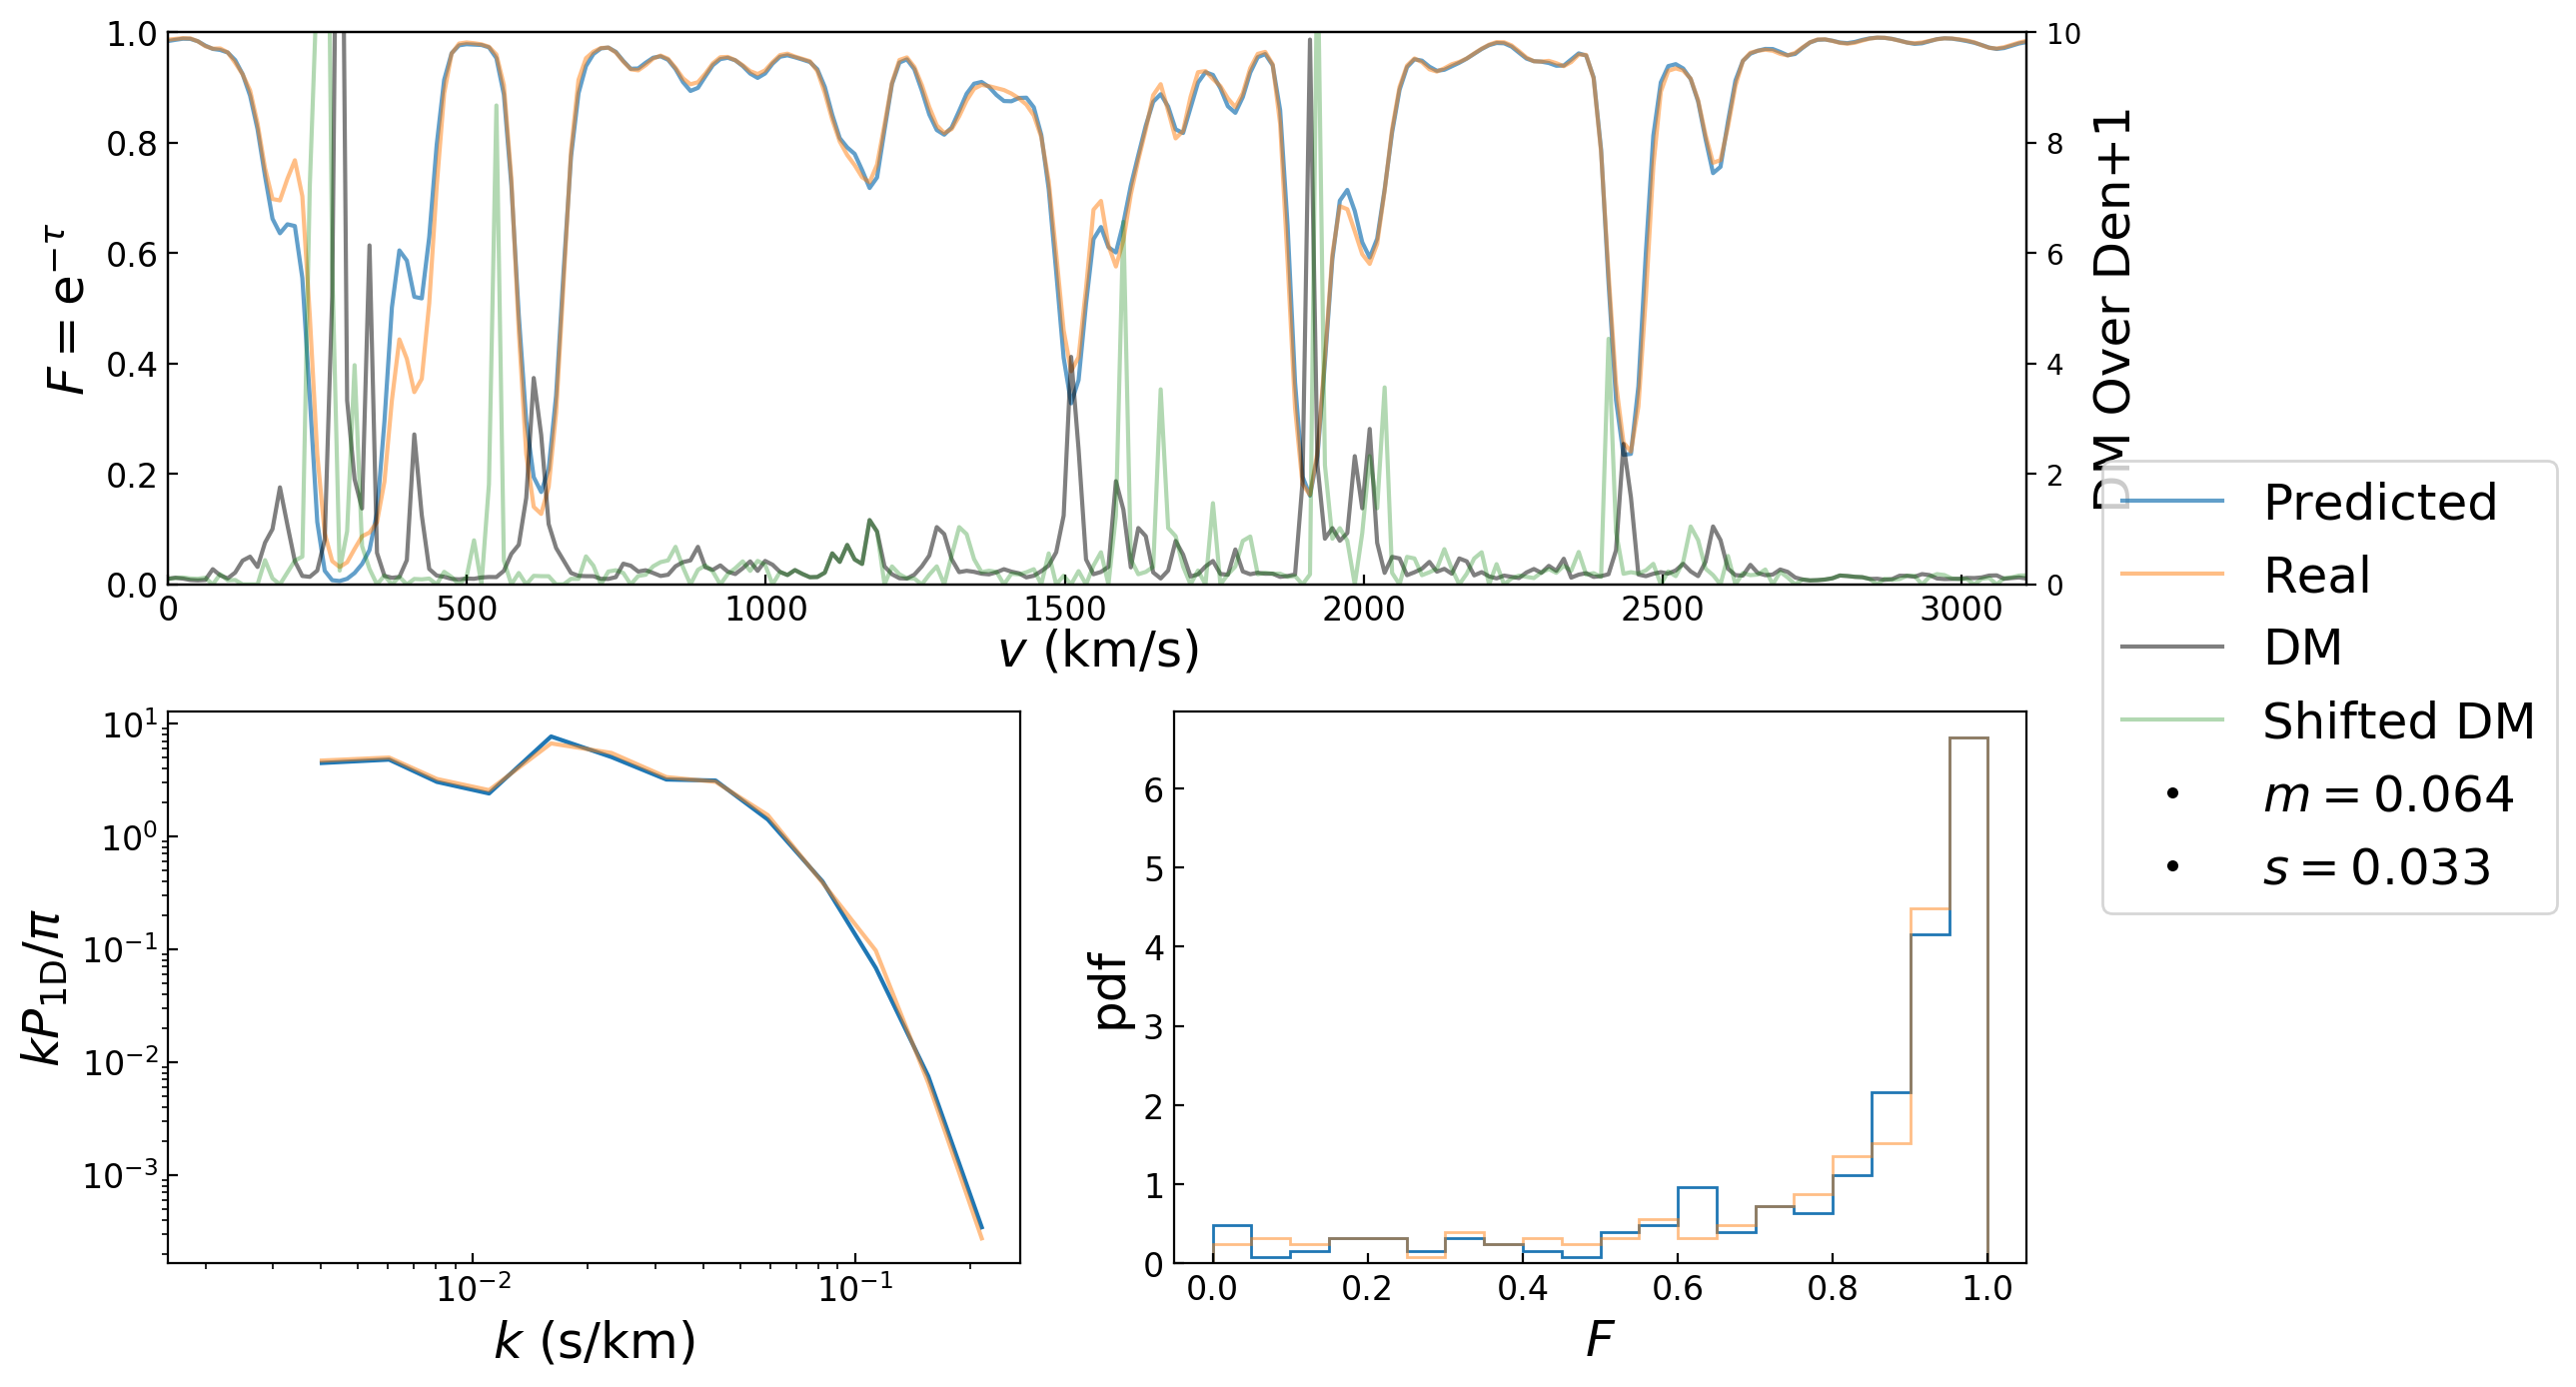 1.0
0.8
0.6
0.4
0.2
0.0
F = e^{−τ}
10
8
6
4
2
0
DM Over Den+1
0 500 1000 1500 2000 2500 3000
v (km/s)
Predicted
Real
DM
Shifted DM
m = 0.064
s = 0.033
10^1
10^0
10^{−1}
10^{−2}
10^{−3}
kP_{1D}/π
10^{−2} 10^{−1}
k (s/km)
6
5
4
3
2
1
0
pdf
0.0 0.2 0.4 0.6 0.8 1.0
F